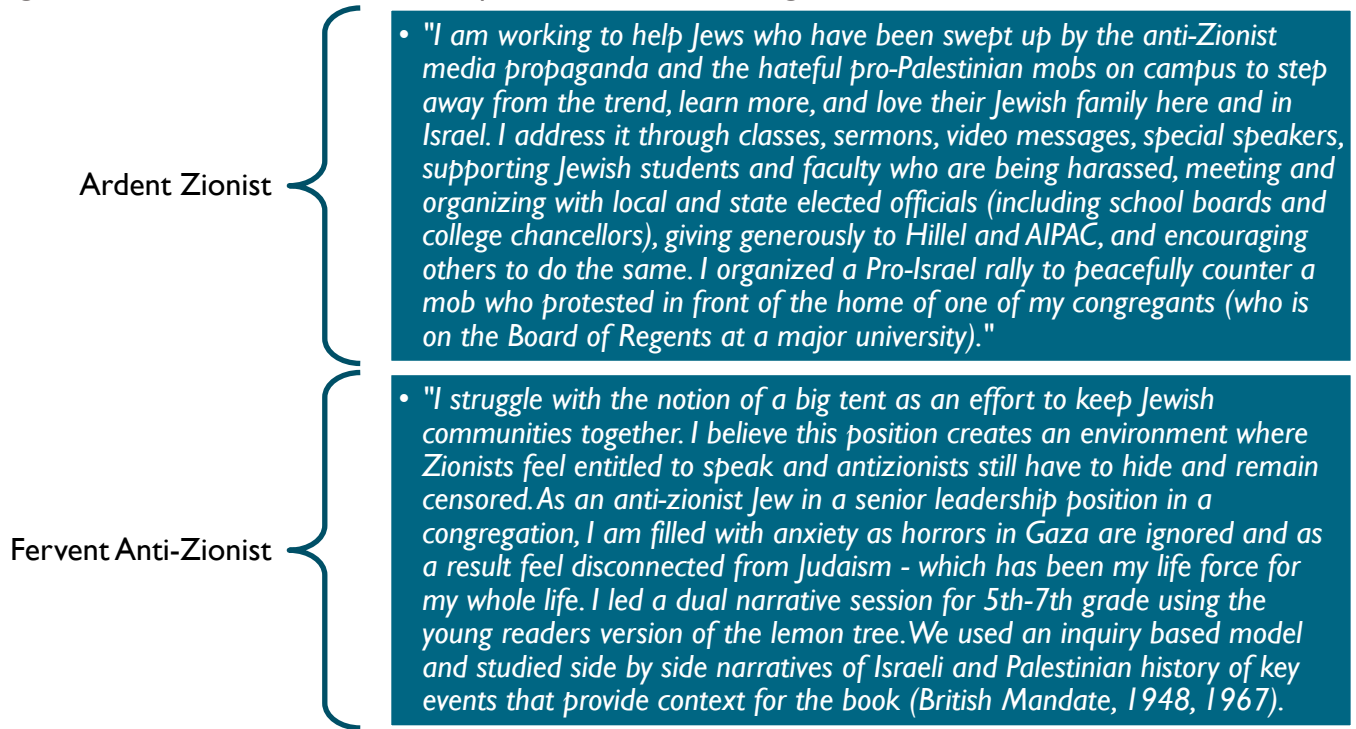 Ardent Zionist
• "I am working to help Jews who have been swept up by the anti-Zionist
media propaganda and the hateful pro-Palestinian mobs on campus to step
away from the trend, learn more, and love their Jewish family here and in
Israel. I address it through classes, sermons, video messages, special speakers,
supporting Jewish students and faculty who are being harassed, meeting and
organizing with local and state elected officials (including school boards and
college chancellors), giving generously to Hillel and AIPAC, and encouraging
others to do the same. I organized a Pro-Israel rally to peacefully counter a
mob who protested in front of the home of one of my congregants (who is
on the Board of Regents at a major university)."
Fervent Anti-Zionist
• "I struggle with the notion of a big tent as an effort to keep Jewish
communities together. I believe this position creates an environment where
Zionists feel entitled to speak and antizionists still have to hide and remain
censored. As an anti-zionist Jew in a senior leadership position in a
congregation, I am filled with anxiety as horrors in Gaza are ignored and as
a result feel disconnected from Judaism - which has been my life force for
my whole life. I led a dual narrative session for 5th-7th grade using the
young readers version of the lemon tree. We used an inquiry based model
and studied side by side narratives of Israeli and Palestinian history of key
events that provide context for the book (British Mandate, 1948, 1967).